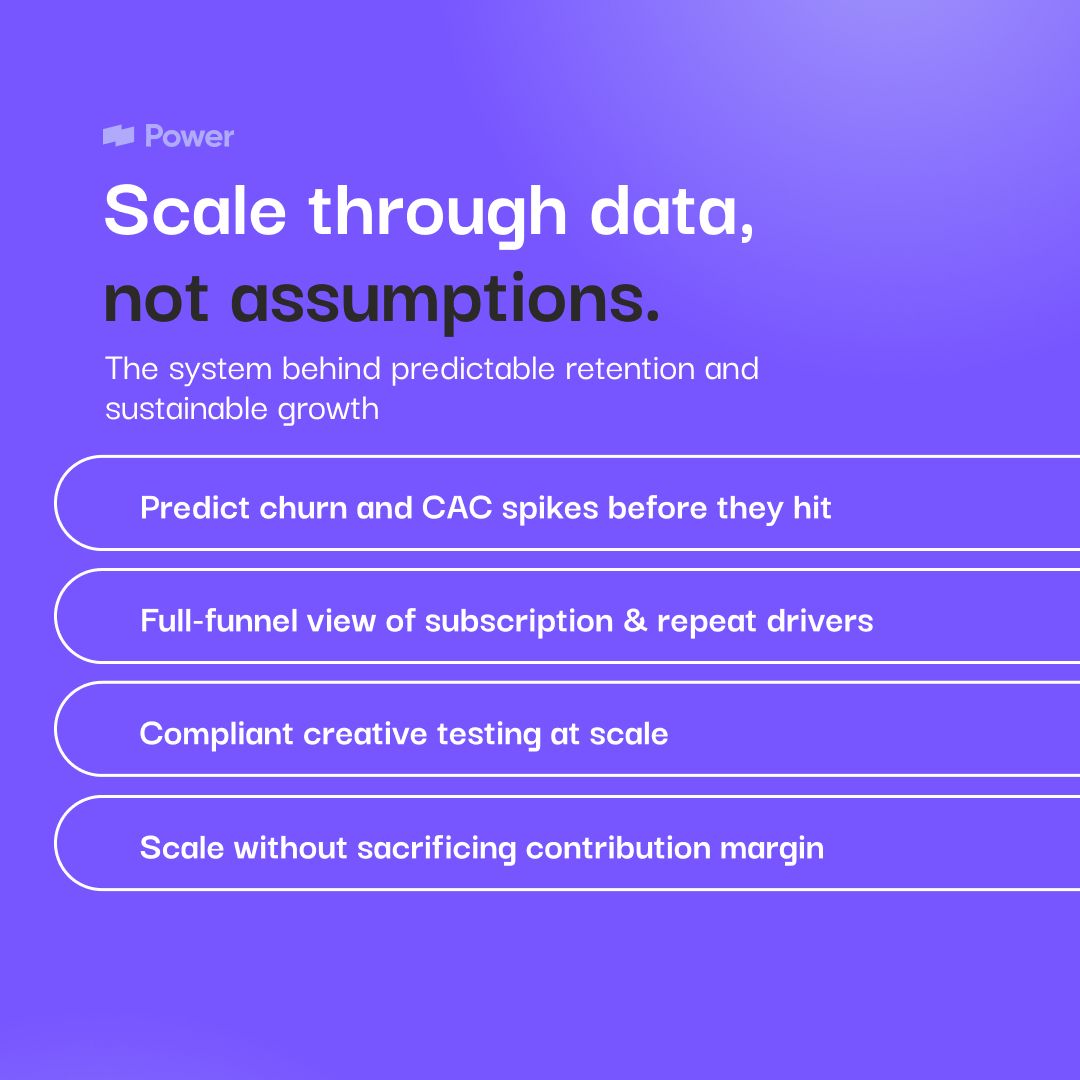 Power
Scale through data,
not assumptions.
The system behind predictable retention and
sustainable growth
Predict churn and CAC spikes before they hit
Full-funnel view of subscription & repeat drivers
Compliant creative testing at scale
Scale without sacrificing contribution margin